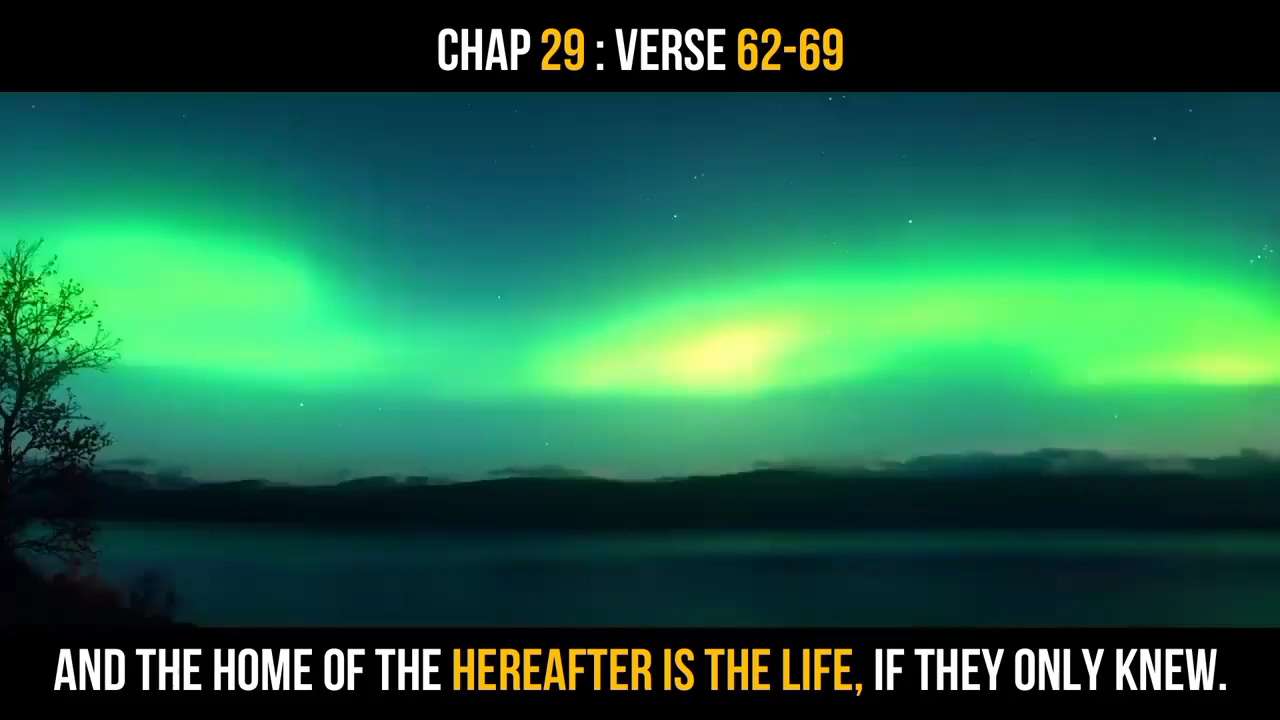 CHAP 29 : VERSE 62-69
AND THE HOME OF THE HEREAFTER IS THE LIFE, IF THEY ONLY KNEW.